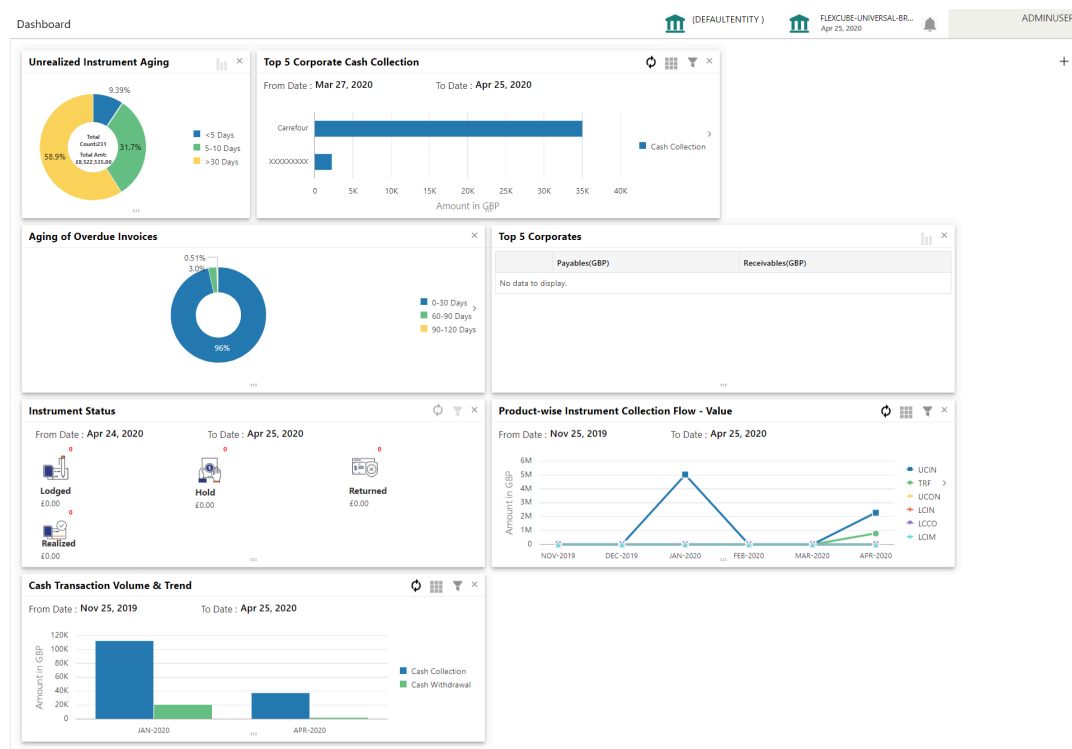 Dashboard
(DEFAULTENTITY )
FLEXCUBE-UNIVERSAL-BR...
Apr 25, 2020
ADMINUSER
Unrealized Instrument Aging
9.39%
31.7%
58.9%
Total
Count:231
Total Amt:
£8,522,535.00
<5 Days
5-10 Days
>30 Days
Top 5 Corporate Cash Collection
From Date : Mar 27, 2020
To Date : Apr 25, 2020
Carrefour
XXXXXXXXX
0 5K 10K 15K 20K 25K 30K 35K 40K
Amount in GBP
Cash Collection
Aging of Overdue Invoices
0.51%
3.0%
96%
0-30 Days
60-90 Days
90-120 Days
Top 5 Corporates
Payables(GBP) Receivables(GBP)
No data to display.
Instrument Status
From Date : Apr 24, 2020
To Date : Apr 25, 2020
0
Lodged
£0.00
0
Hold
£0.00
0
Returned
£0.00
0
Realized
£0.00
Product-wise Instrument Collection Flow - Value
From Date : Nov 25, 2019
To Date : Apr 25, 2020
Amount in GBP
6M
5M
4M
3M
2M
1M
0
NOV-2019 DEC-2019 JAN-2020 FEB-2020 MAR-2020 APR-2020
UCIN
TRF
UCON
LCIN
LCCO
LCIM
Cash Transaction Volume & Trend
From Date : Nov 25, 2019
To Date : Apr 25, 2020
Amount in GBP
120K
100K
80K
60K
40K
20K
0
JAN-2020 APR-2020
Cash Collection
Cash Withdrawal